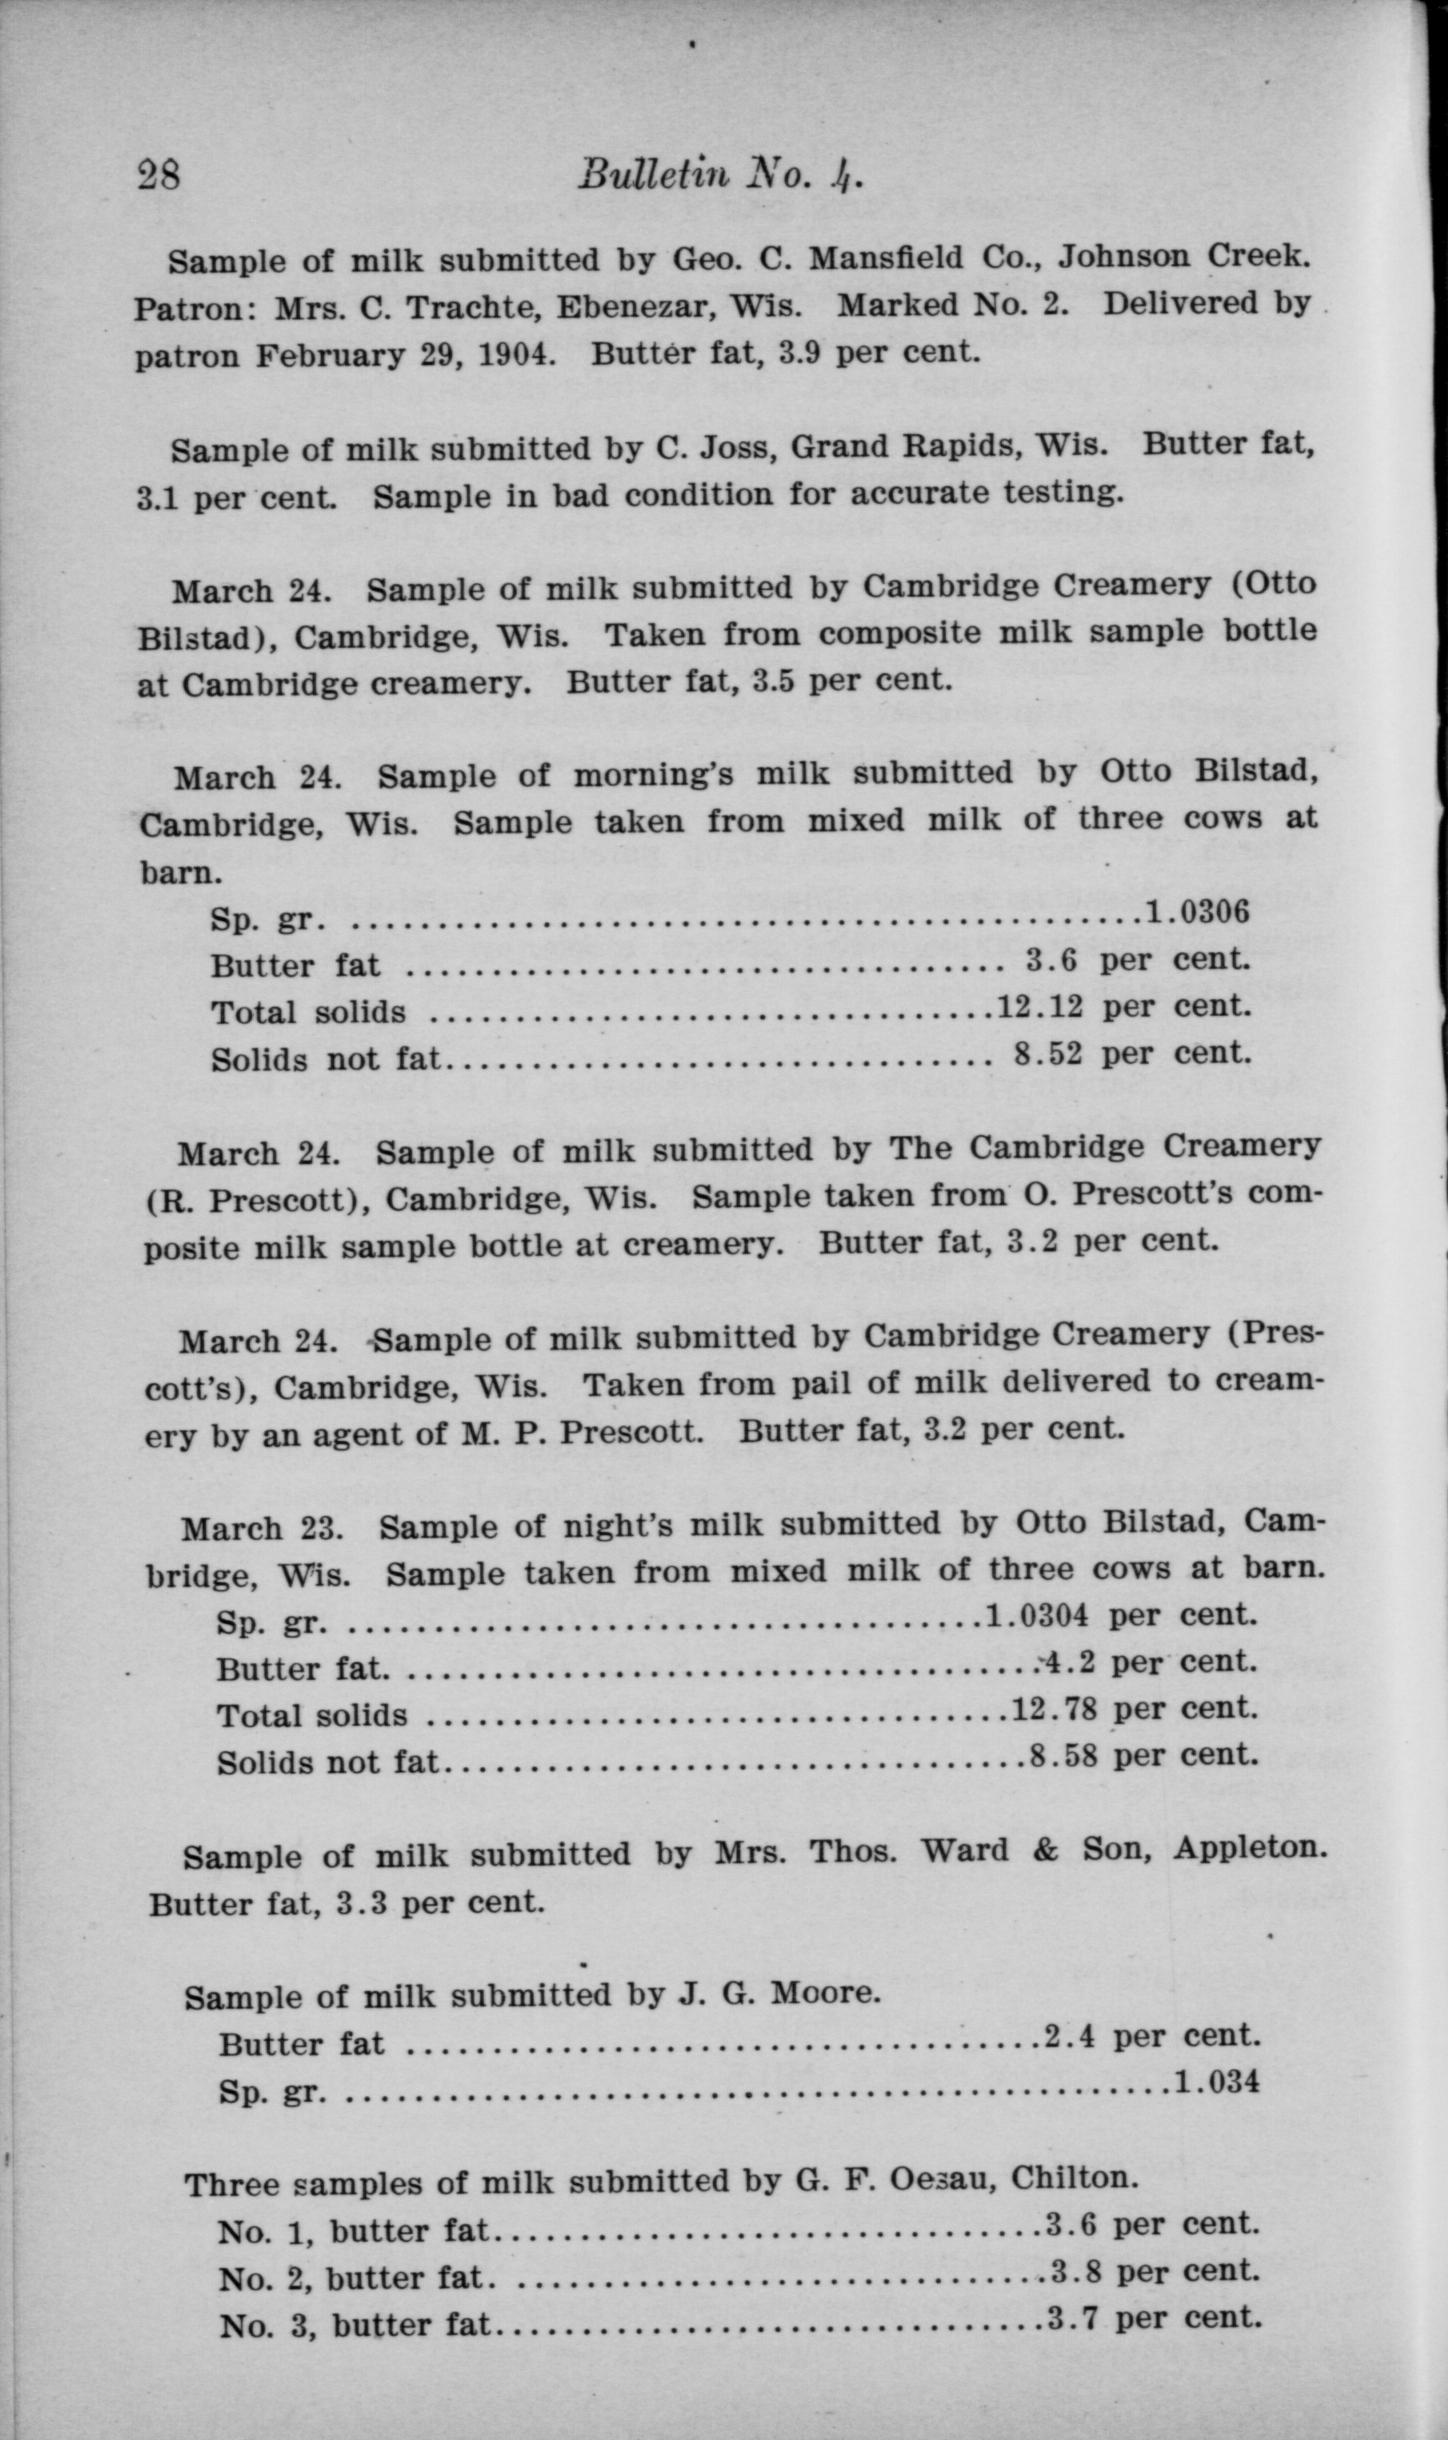 28
Bulletin No. 4.
Sample of milk submitted by Geo. C. Mansfield Co., Johnson Creek.
Patron: Mrs. C. Trachte, Ebenezar, Wis. Marked No. 2. Delivered by
patron February 29, 1904. Butter fat, 3.9 per cent.
Sample of milk submitted by C. Joss, Grand Rapids, Wis. Butter fat,
3.1 per cent. Sample in bad condition for accurate testing.
March 24. Sample of milk submitted by Cambridge Creamery (Otto
Bilstad), Cambridge, Wis. Taken from composite milk sample bottle
at Cambridge creamery. Butter fat, 3.5 per cent.
March 24. Sample of morning's milk submitted by Otto Bilstad,
Cambridge, Wis. Sample taken from mixed milk of three cows at
barn.
Sp. gr. ..............................................1.0306
Butter fat ................................... 3.6 per cent.
Total solids .................................12.12 per cent.
Solids not fat................................ 8.52 per cent.
March 24. Sample of milk submitted by The Cambridge Creamery
(R. Prescott), Cambridge, Wis. Sample taken from O. Prescott's com-
posite milk sample bottle at creamery. Butter fat, 3.2 per cent.
March 24. Sample of milk submitted by Cambridge Creamery (Pres-
cott's), Cambridge, Wis. Taken from pail of milk delivered to cream-
ery by an agent of M. P. Prescott. Butter fat, 3.2 per cent.
March 23. Sample of night's milk submitted by Otto Bilstad, Cam-
bridge, Wis. Sample taken from mixed milk of three cows at barn.
Sp. gr. .....................................1.0304 per cent.
Butter fat. .....................................4.2 per cent.
Total solids ..................................12.78 per cent.
Solids not fat..................................8.58 per cent.
Sample of milk submitted by Mrs. Thos. Ward & Son, Appleton.
Butter fat, 3.3 per cent.
Sample of milk submitted by J. G. Moore.
Butter fat .....................................2.4 per cent.
Sp. gr. ................................................1.034
Three samples of milk submitted by G. F. Oesau, Chilton.
No. 1, butter fat................................3.6 per cent.
No. 2, butter fat. ...............................3.8 per cent.
No. 3, butter fat................................3.7 per cent.